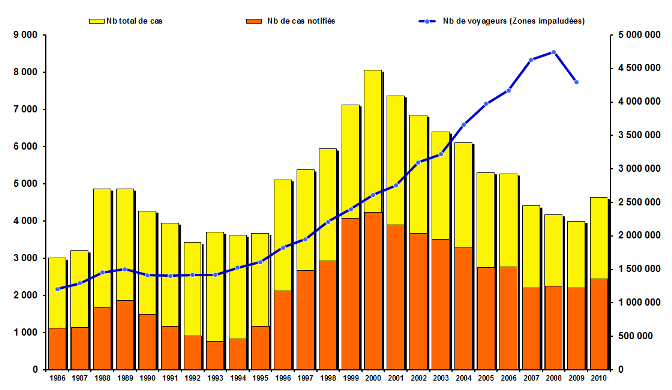 Nb total de cas Nb de cas notifiés Nb de voyageurs (Zones impaludées)
9 000 5 000 000
8 000 4 500 000
7 000 4 000 000
6 000 3 500 000
5 000 3 000 000
4 000 2 500 000
3 000 2 000 000
2 000 1 500 000
1 000 1 000 000
0 500 000
0
1986 1987 1988 1989 1990 1991 1992 1993 1994 1995 1996 1997 1998 1999 2000 2001 2002 2003 2004 2005 2006 2007 2008 2009 2010